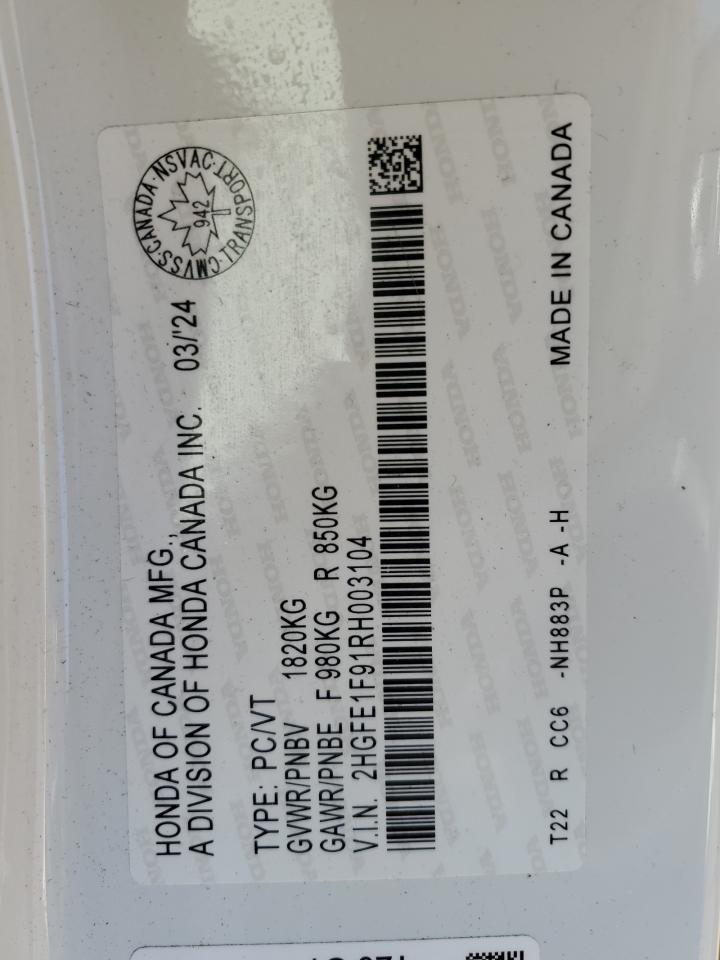 HONDA OF CANADA MFG.,
A DIVISION OF HONDA CANADA INC. 03/'24
CMVSS·CANADA·NSVAC·TRANSPORT
942
TYPE: PC/VT
GVWR/PNBV 1820KG
GAWR/PNBE F 980KG R 850KG
V.I.N. 2HGFE1F91RH003104
T22 R CC6 -NH883P -A -H MADE IN CANADA